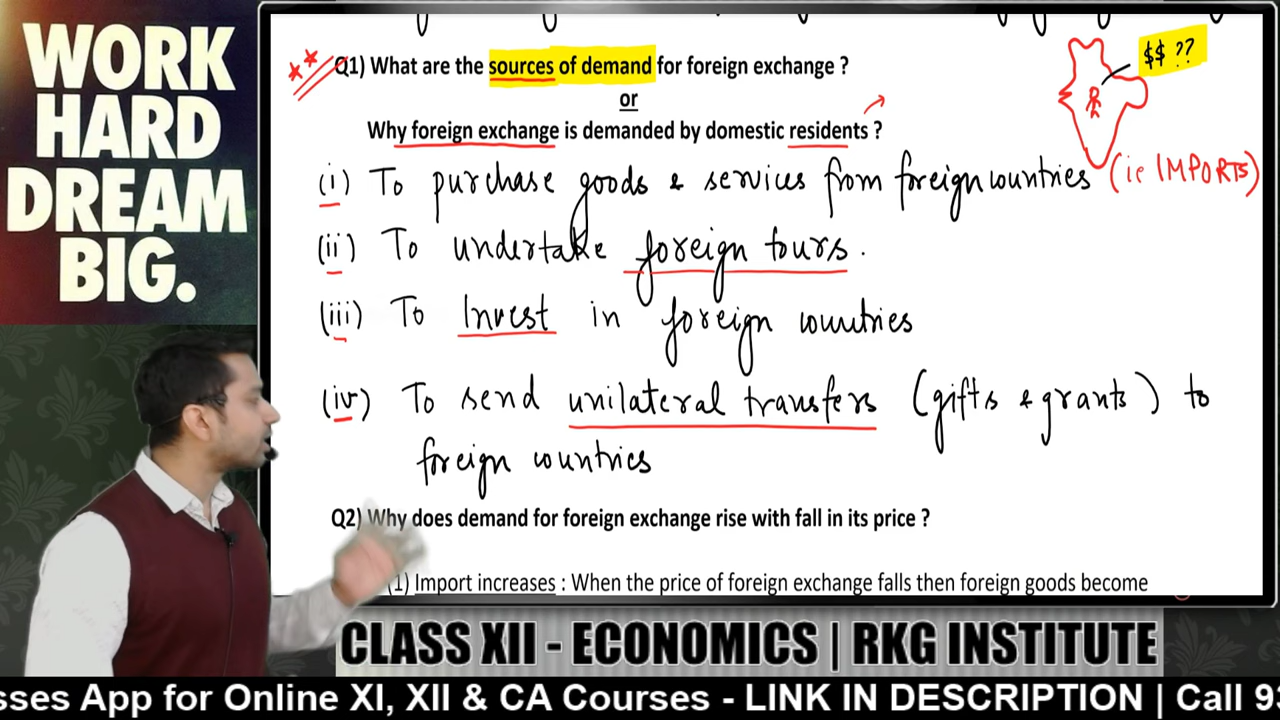 WORK
HARD
DREAM
BIG.
Q1) What are the sources of demand for foreign exchange ?
or
Why foreign exchange is demanded by domestic residents ?
$$ ??
(i) To purchase goods & services from foreign countries (ie IMPORTS)
(ii) To undertake foreign tours.
(iii) To Invest in foreign countries
(iv) To send unilateral transfers (gifts & grants) to
foreign countries
Q2) Why does demand for foreign exchange rise with fall in its price ?
(1) Import increases : When the price of foreign exchange falls then foreign goods become
CLASS XII - ECONOMICS | RKG INSTITUTE
sses App for Online XI, XII & CA Courses - LINK IN DESCRIPTION | Call 93